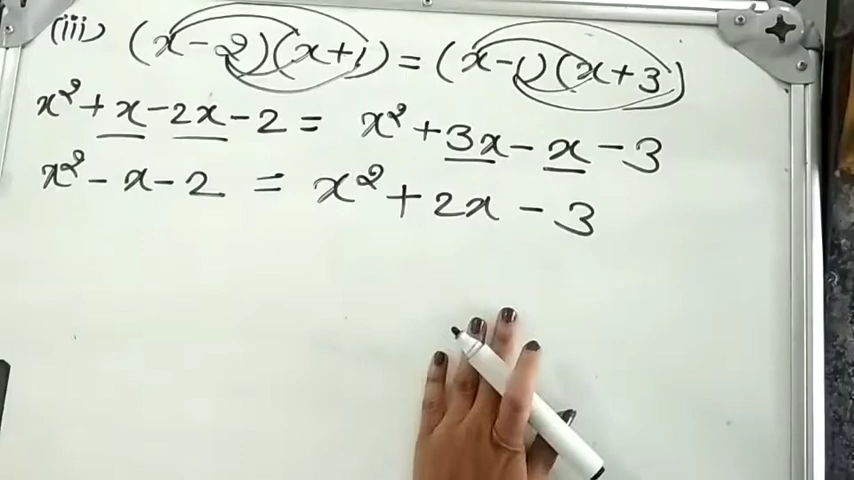 (iii) (x-2)(x+1) = (x-1)(x+3)
x² + x - 2x - 2 = x² + 3x - x - 3
x² - x - 2 = x² + 2x - 3